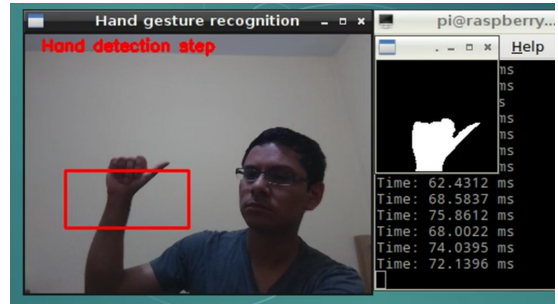 Hand gesture recognition
Hand detection step
pi@raspberry...
Help
ms
ms
s
ms
ms
ms
ms
Time: 62.4312 ms
Time: 68.5837 ms
Time: 75.8612 ms
Time: 68.0022 ms
Time: 74.0395 ms
Time: 72.1396 ms